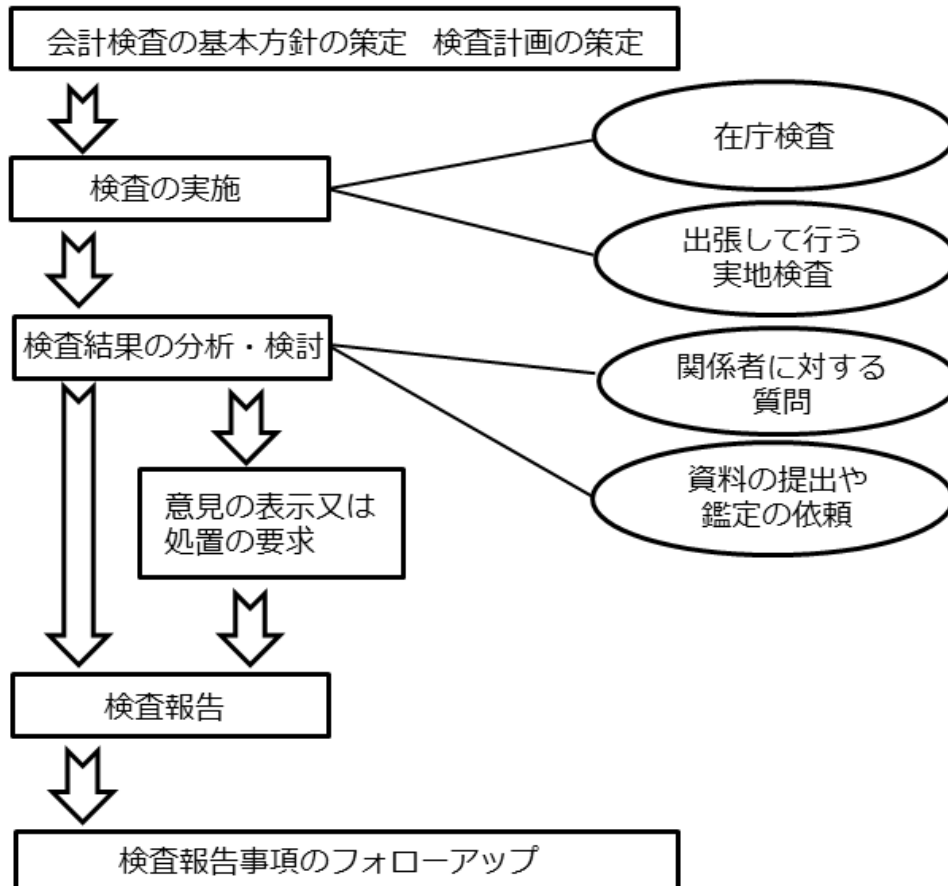 会計検査の基本方針の策定　検査計画の策定
在庁検査
検査の実施
出張して行う
実地検査
検査結果の分析・検討
関係者に対する
質問
意見の表示又は
処置の要求
資料の提出や
鑑定の依頼
検査報告
検査報告事項のフォローアップ